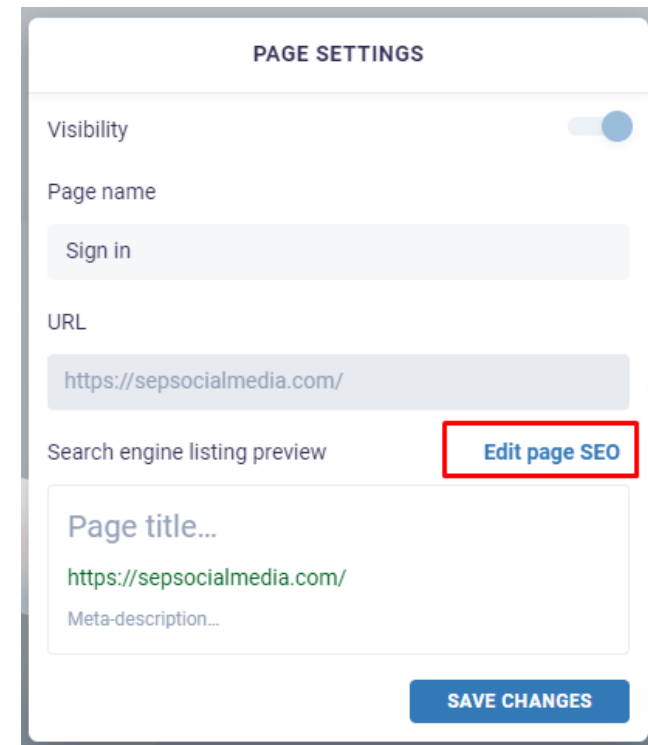 PAGE SETTINGS
Visibility
Page name
Sign in
URL
https://sepsocialmedia.com/
Search engine listing preview Edit page SEO
Page title...
https://sepsocialmedia.com/
Meta-description...
SAVE CHANGES